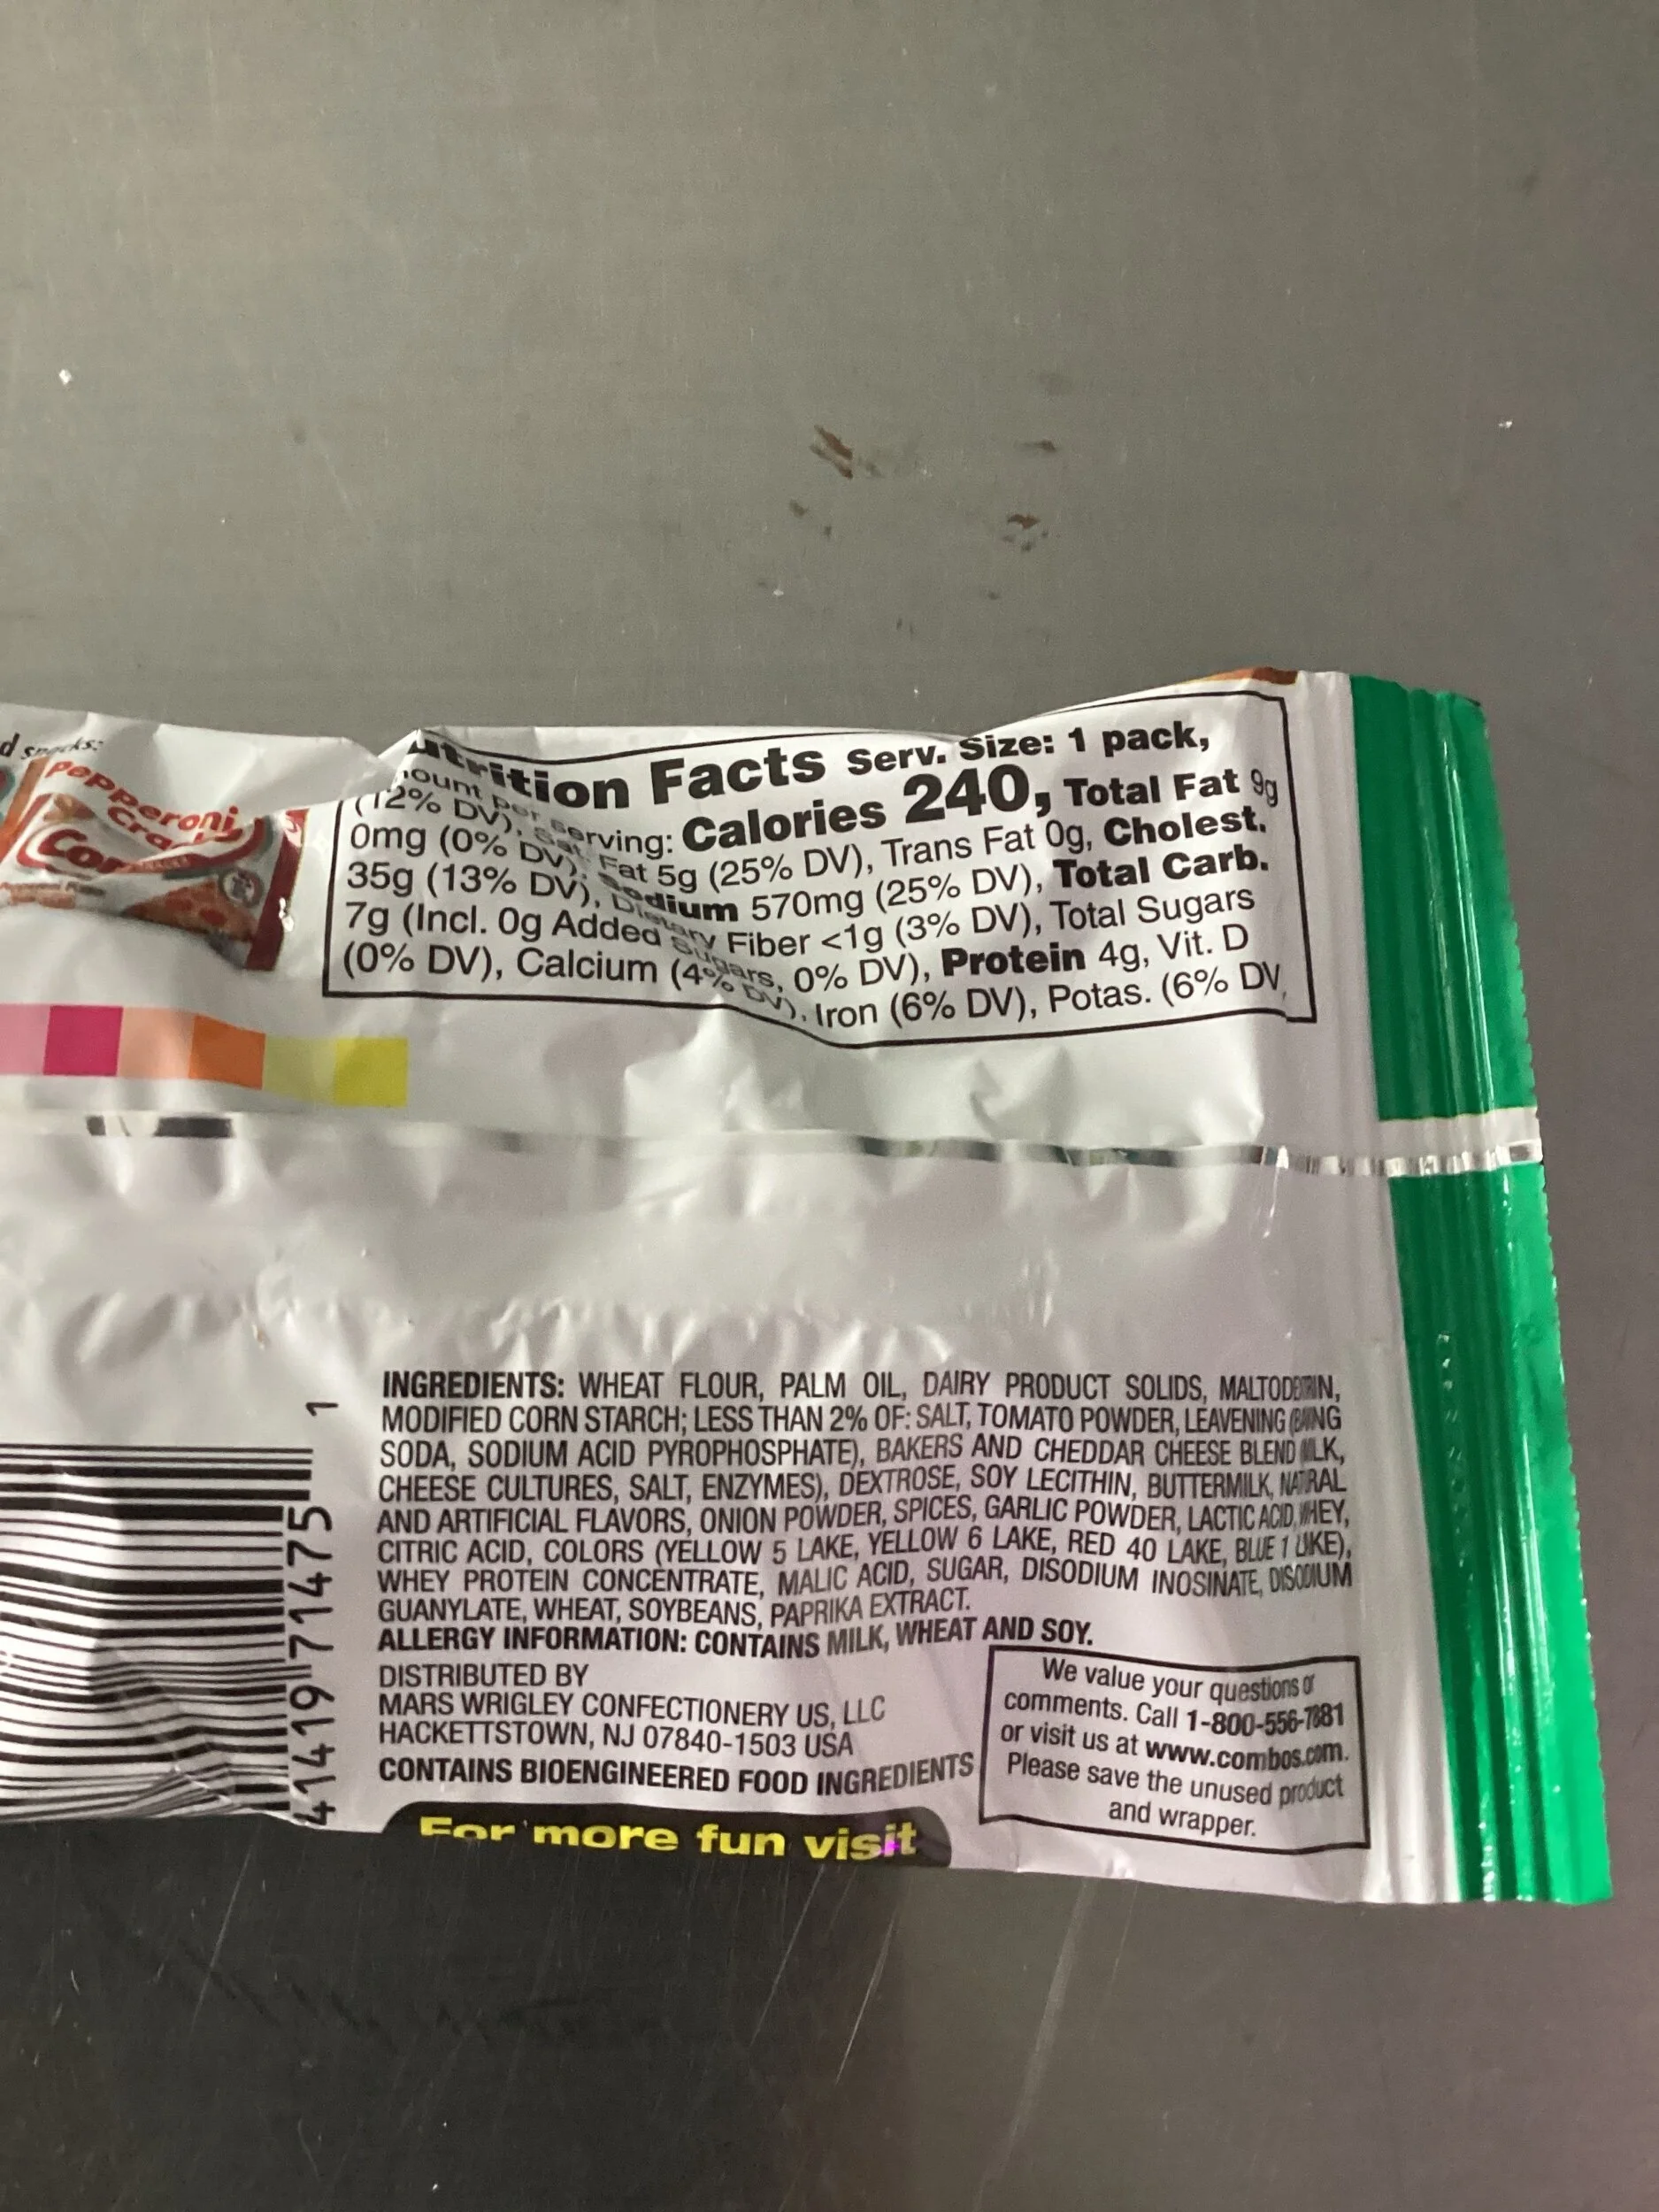 d snacks:
Pepperoni
Nutrition Facts Serv. Size: 1 pack,
Amount per serving: Calories 240, Total Fat 9g
(12% DV), Sat. Fat 5g (25% DV), Trans Fat 0g, Cholest.
0mg (0% DV), Sodium 570mg (25% DV), Total Carb.
35g (13% DV), Dietary Fiber <1g (3% DV), Total Sugars
7g (Incl. 0g Added Sugars, 0% DV), Protein 4g, Vit. D
(0% DV), Calcium (4% DV), Iron (6% DV), Potas. (6% DV
INGREDIENTS: WHEAT FLOUR, PALM OIL, DAIRY PRODUCT SOLIDS, MALTODEXTRIN,
MODIFIED CORN STARCH; LESS THAN 2% OF: SALT, TOMATO POWDER, LEAVENING (BAKING
SODA, SODIUM ACID PYROPHOSPHATE), BAKERS AND CHEDDAR CHEESE BLEND (MILK,
CHEESE CULTURES, SALT, ENZYMES), DEXTROSE, SOY LECITHIN, BUTTERMILK, NATURAL
AND ARTIFICIAL FLAVORS, ONION POWDER, SPICES, GARLIC POWDER, LACTIC ACID, WHEY,
CITRIC ACID, COLORS (YELLOW 5 LAKE, YELLOW 6 LAKE, RED 40 LAKE, BLUE 1 LAKE),
WHEY PROTEIN CONCENTRATE, MALIC ACID, SUGAR, DISODIUM INOSINATE, DISODIUM
GUANYLATE, WHEAT, SOYBEANS, PAPRIKA EXTRACT.
ALLERGY INFORMATION: CONTAINS MILK, WHEAT AND SOY.
DISTRIBUTED BY
MARS WRIGLEY CONFECTIONERY US, LLC
HACKETTSTOWN, NJ 07840-1503 USA
CONTAINS BIOENGINEERED FOOD INGREDIENTS
We value your questions or
comments. Call 1-800-556-7881
or visit us at www.combos.com.
Please save the unused product
and wrapper.
41419 71475 1
For more fun visit